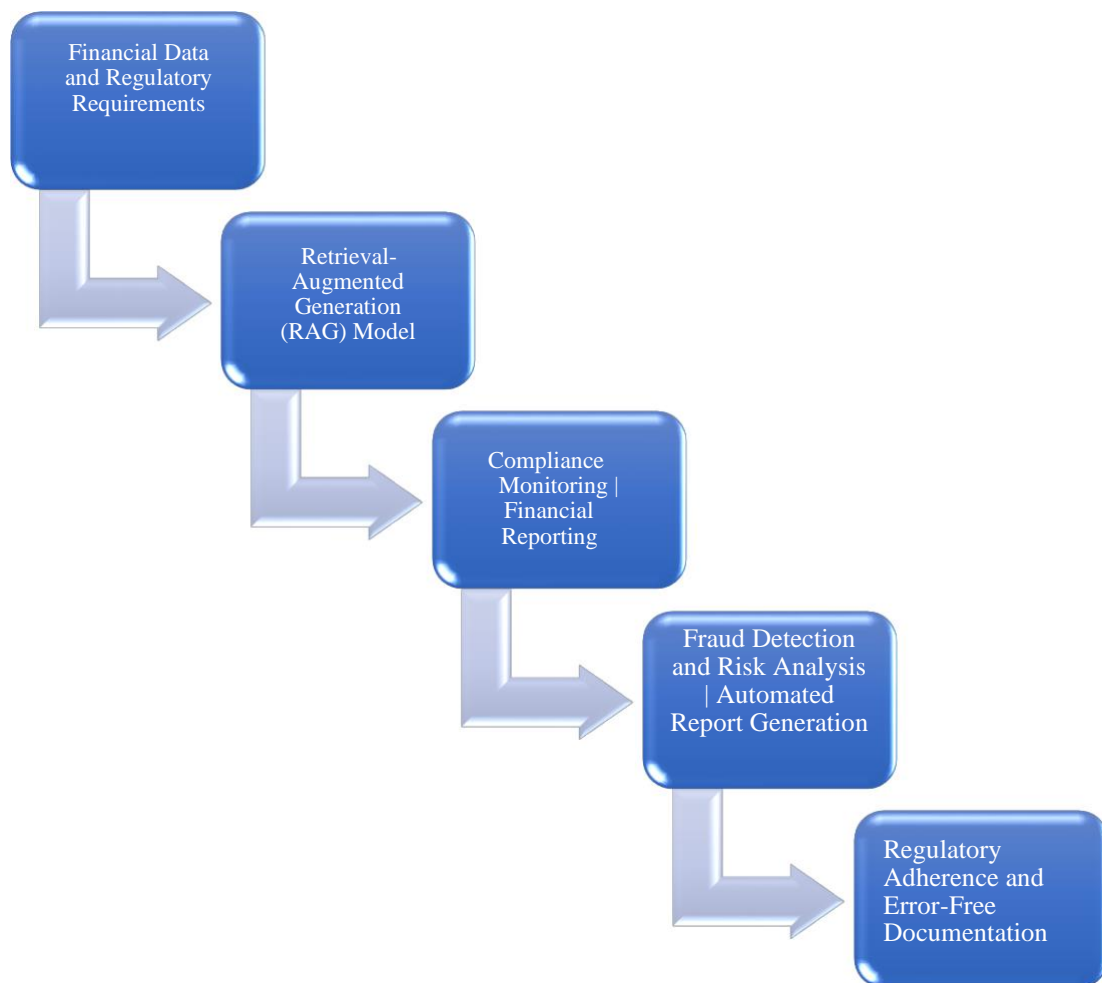 Financial Data
and Regulatory
Requirements
Retrieval-
Augmented
Generation
(RAG) Model
Compliance
Monitoring |
Financial
Reporting
Fraud Detection
and Risk Analysis
| Automated
Report Generation
Regulatory
Adherence and
Error-Free
Documentation